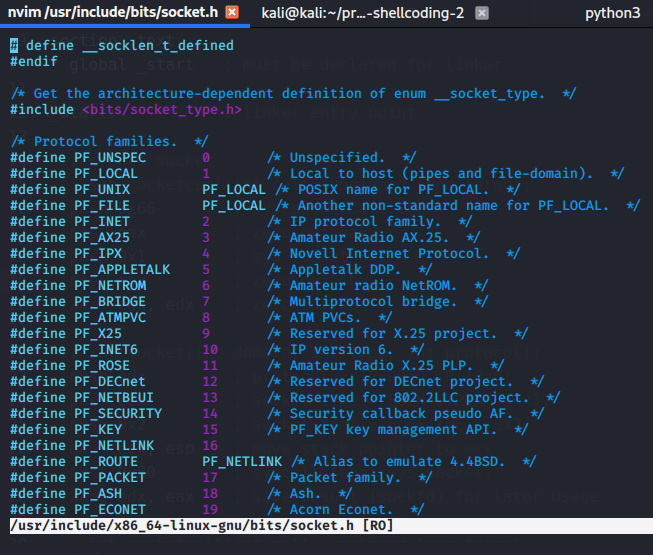 nvim /usr/include/bits/socket.h
kali@kali:~/pr...-shellcoding-2
python3
# define __socklen_t_defined
#endif
/* Get the architecture-dependent definition of enum __socket_type.  */
#include <bits/socket_type.h>
/* Protocol families.  */
#define PF_UNSPEC 0 /* Unspecified.  */
#define PF_LOCAL 1 /* Local to host (pipes and file-domain).  */
#define PF_UNIX PF_LOCAL /* POSIX name for PF_LOCAL.  */
#define PF_FILE PF_LOCAL /* Another non-standard name for PF_LOCAL.  */
#define PF_INET 2 /* IP protocol family.  */
#define PF_AX25 3 /* Amateur Radio AX.25.  */
#define PF_IPX 4 /* Novell Internet Protocol.  */
#define PF_APPLETALK 5 /* Appletalk DDP.  */
#define PF_NETROM 6 /* Amateur radio NetROM.  */
#define PF_BRIDGE 7 /* Multiprotocol bridge.  */
#define PF_ATMPVC 8 /* ATM PVCs.  */
#define PF_X25 9 /* Reserved for X.25 project.  */
#define PF_INET6 10 /* IP version 6.  */
#define PF_ROSE 11 /* Amateur Radio X.25 PLP.  */
#define PF_DECnet 12 /* Reserved for DECnet project.  */
#define PF_NETBEUI 13 /* Reserved for 802.2LLC project.  */
#define PF_SECURITY 14 /* Security callback pseudo AF.  */
#define PF_KEY 15 /* PF_KEY key management API.  */
#define PF_NETLINK 16
#define PF_ROUTE PF_NETLINK /* Alias to emulate 4.4BSD.  */
#define PF_PACKET 17 /* Packet family.  */
#define PF_ASH 18 /* Ash.  */
#define PF_ECONET 19 /* Acorn Econet.  */
/usr/include/x86_64-linux-gnu/bits/socket.h [RO]